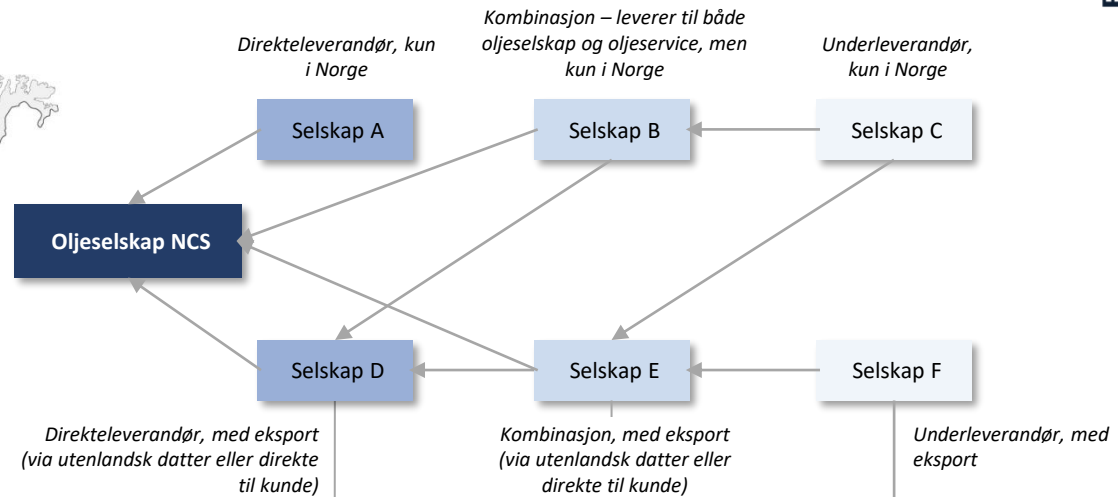 Direkteleverandør, kun
i Norge
Kombinasjon – leverer til både
oljeselskap og oljeservice, men
kun i Norge
Underleverandør,
kun i Norge
Selskap A
Selskap B
Selskap C
Oljeselskap NCS
Selskap D
Selskap E
Selskap F
Direkteleverandør, med eksport
(via utenlandsk datter eller direkte
til kunde)
Kombinasjon, med eksport
(via utenlandsk datter eller
direkte til kunde)
Underleverandør, med
eksport